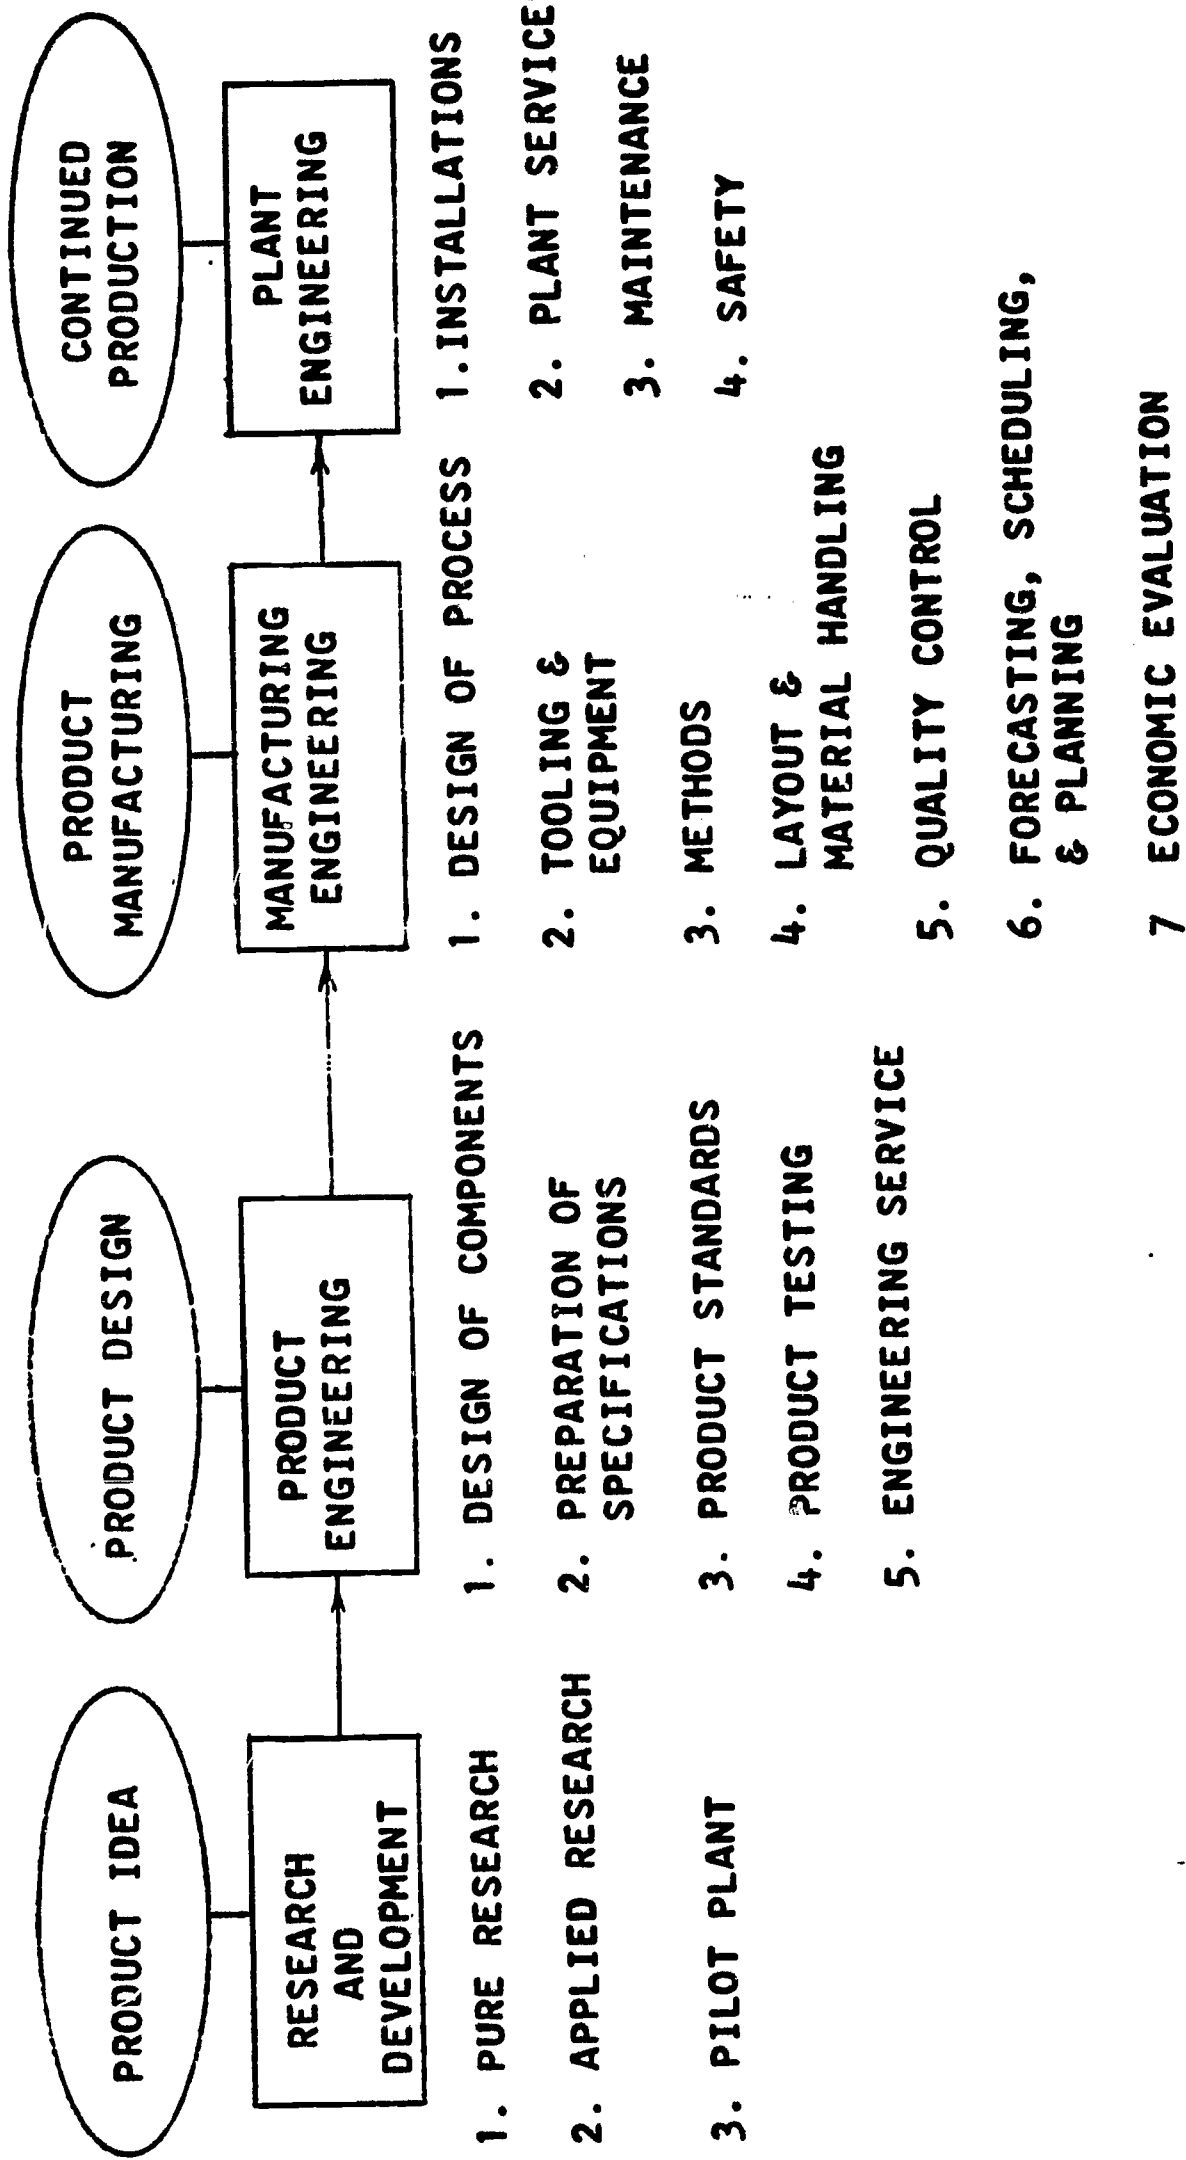 PRODUCT IDEA
RESEARCH
AND
DEVELOPMENT
1. PURE RESEARCH
2. APPLIED RESEARCH
3. PILOT PLANT
PRODUCT DESIGN
PRODUCT
ENGINEERING
1. DESIGN OF COMPONENTS
2. PREPARATION OF
SPECIFICATIONS
3. PRODUCT STANDARDS
4. PRODUCT TESTING
5. ENGINEERING SERVICE
PRODUCT
MANUFACTURING
MANUFACTURING
ENGINEERING
1. DESIGN OF PROCESS
2. TOOLING &
EQUIPMENT
3. METHODS
4. LAYOUT &
MATERIAL HANDLING
5. QUALITY CONTROL
6. FORECASTING, SCHEDULING,
& PLANNING
7 ECONOMIC EVALUATION
CONTINUED
PRODUCTION
PLANT
ENGINEERING
1. INSTALLATIONS
2. PLANT SERVICE
3. MAINTENANCE
4. SAFETY